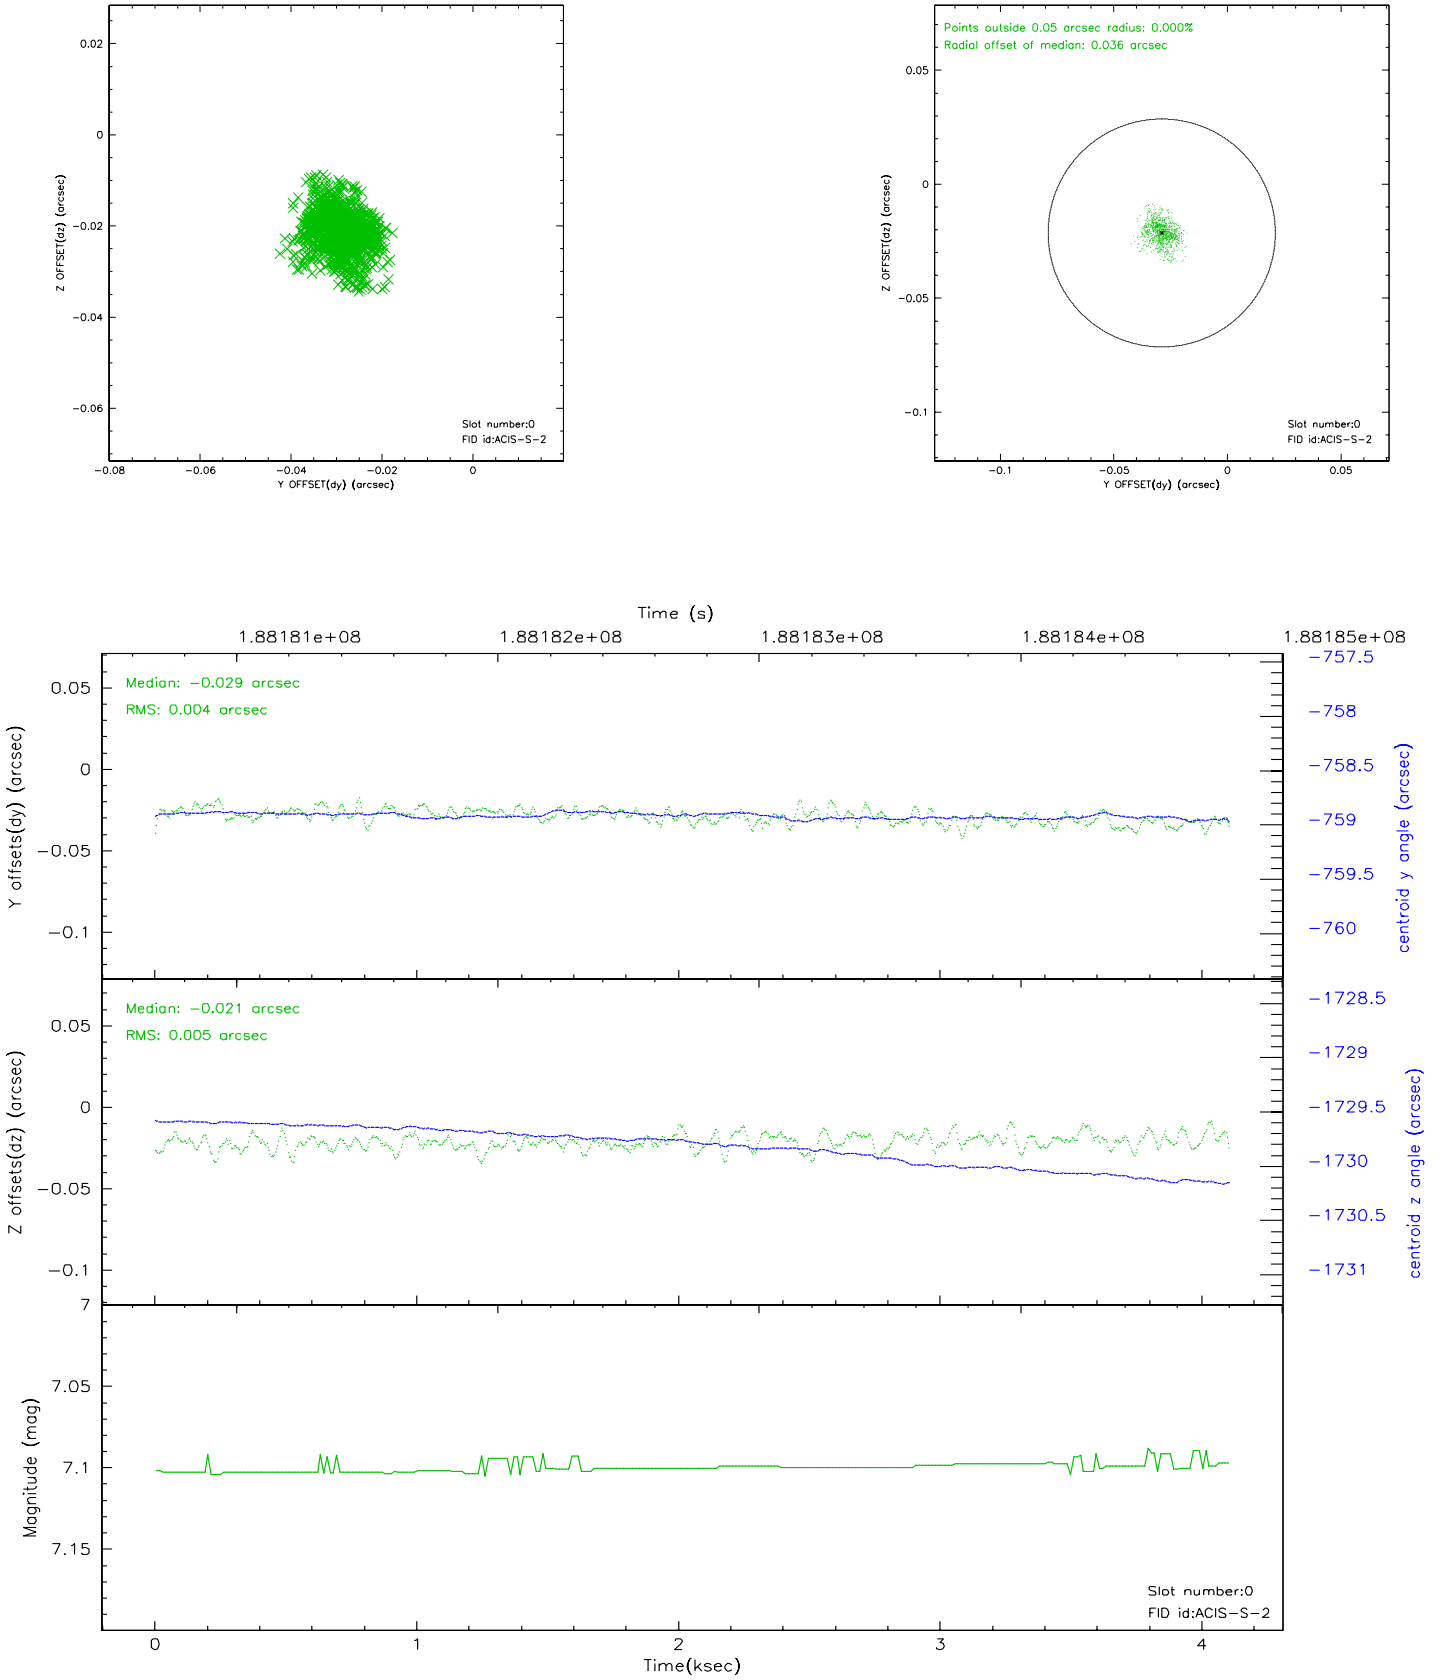 0.02
0
-0.02
-0.04
-0.06
Z OFFSET(dz) (arcsec)
Slot number:0
FID id:ACIS-S-2
-0.08 -0.06 -0.04 -0.02 0
Y OFFSET(dy) (arcsec)
Points outside 0.05 arcsec radius: 0.000%
Radial offset of median: 0.036 arcsec
0.05
0
-0.05
-0.1
Z OFFSET(dz) (arcsec)
Slot number:0
FID id:ACIS-S-2
-0.1 -0.05 0 0.05
Y OFFSET(dy) (arcsec)
Time (s)
1.88181e+08 1.88182e+08 1.88183e+08 1.88184e+08 1.88185e+08
Median: -0.029 arcsec
RMS: 0.004 arcsec
0.05
0
-0.05
-0.1
Y offsets(dy) (arcsec)
-757.5
-758
-758.5
-759
-759.5
-760
centroid y angle (arcsec)
Median: -0.021 arcsec
RMS: 0.005 arcsec
0.05
0
-0.05
-0.1
Z offsets(dz) (arcsec)
-1728.5
-1729
-1729.5
-1730
-1730.5
-1731
centroid z angle (arcsec)
7
7.05
7.1
7.15
Magnitude (mag)
Slot number:0
FID id:ACIS-S-2
0 1 2 3 4
Time(ksec)